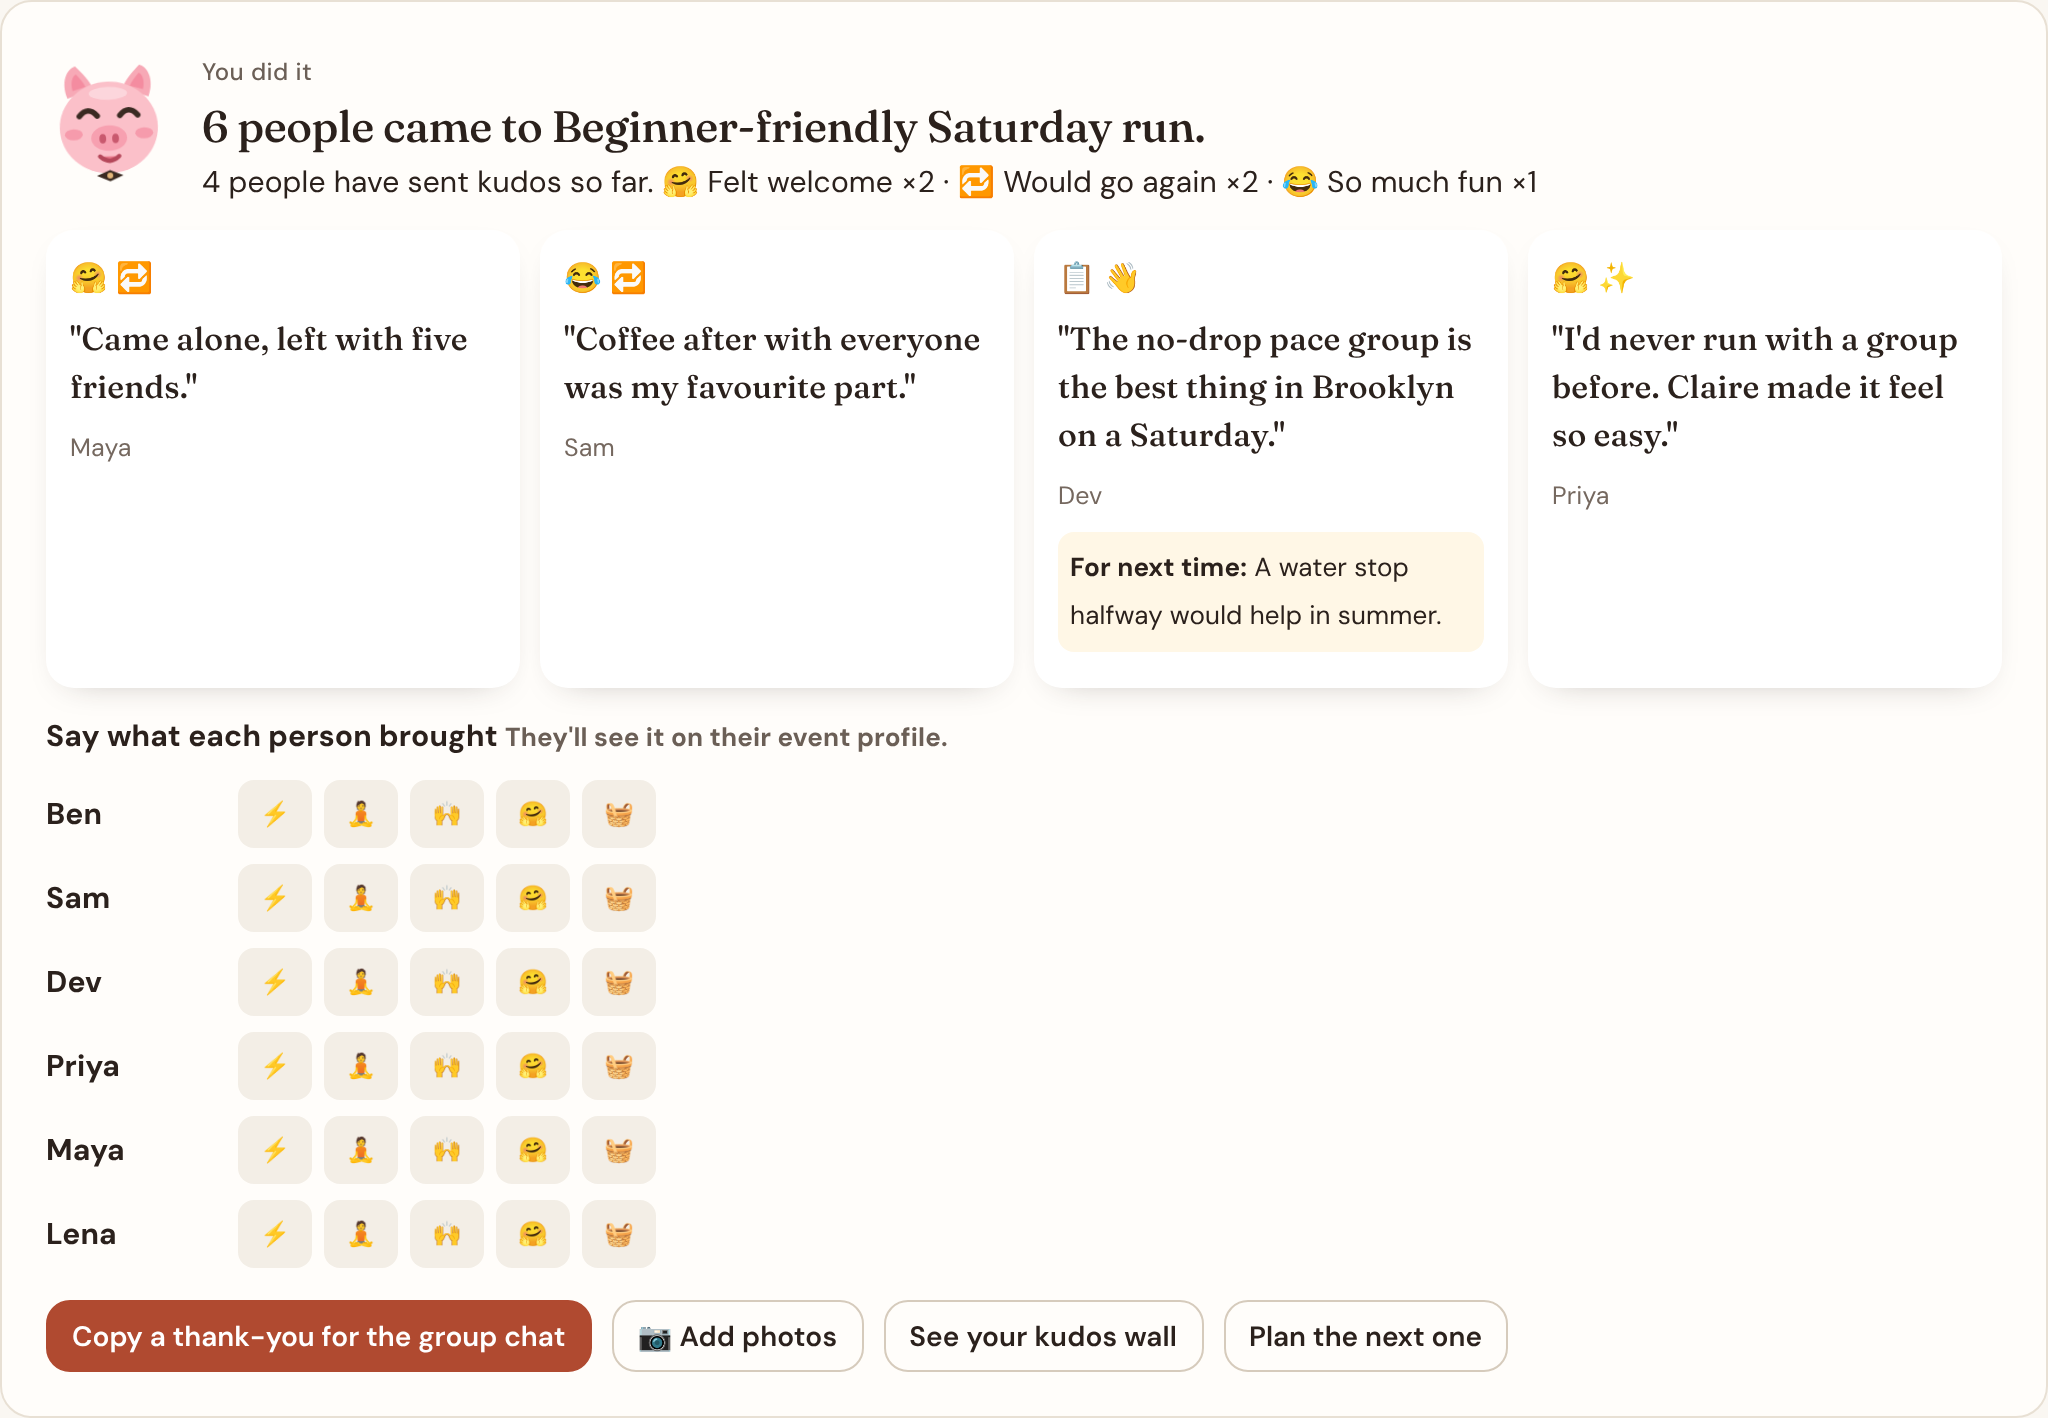 You did it
6 people came to Beginner-friendly Saturday run.
4 people have sent kudos so far. 🤗 Felt welcome ×2 · 🔁 Would go again ×2 · 😂 So much fun ×1
"Came alone, left with five
friends."
Maya
"Coffee after with everyone
was my favourite part."
Sam
"The no-drop pace group is
the best thing in Brooklyn
on a Saturday."
Dev
For next time: A water stop
halfway would help in summer.
"I'd never run with a group
before. Claire made it feel
so easy."
Priya
Say what each person brought They'll see it on their event profile.
Ben
Sam
Dev
Priya
Maya
Lena
Copy a thank-you for the group chat
📷 Add photos
See your kudos wall
Plan the next one